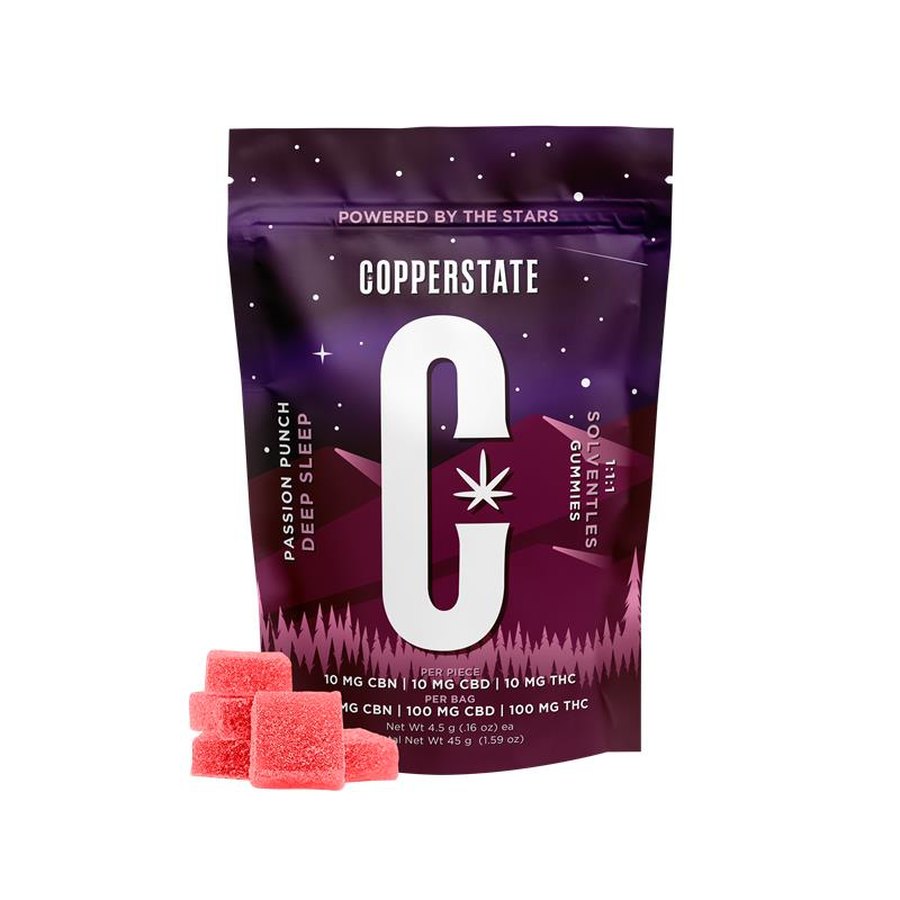 POWERED BY THE STARS
COPPERSTATE
PASSION PUNCH
DEEP SLEEP
1:1:1
SOLVENTLES
GUMMIES
PER PIECE
10 MG CBN | 10 MG CBD | 10 MG THC
PER BAG
MG CBN | 100 MG CBD | 100 MG THC
Net Wt 4.5 g (.16 oz) ea
Net Wt 45 g (1.59 oz)